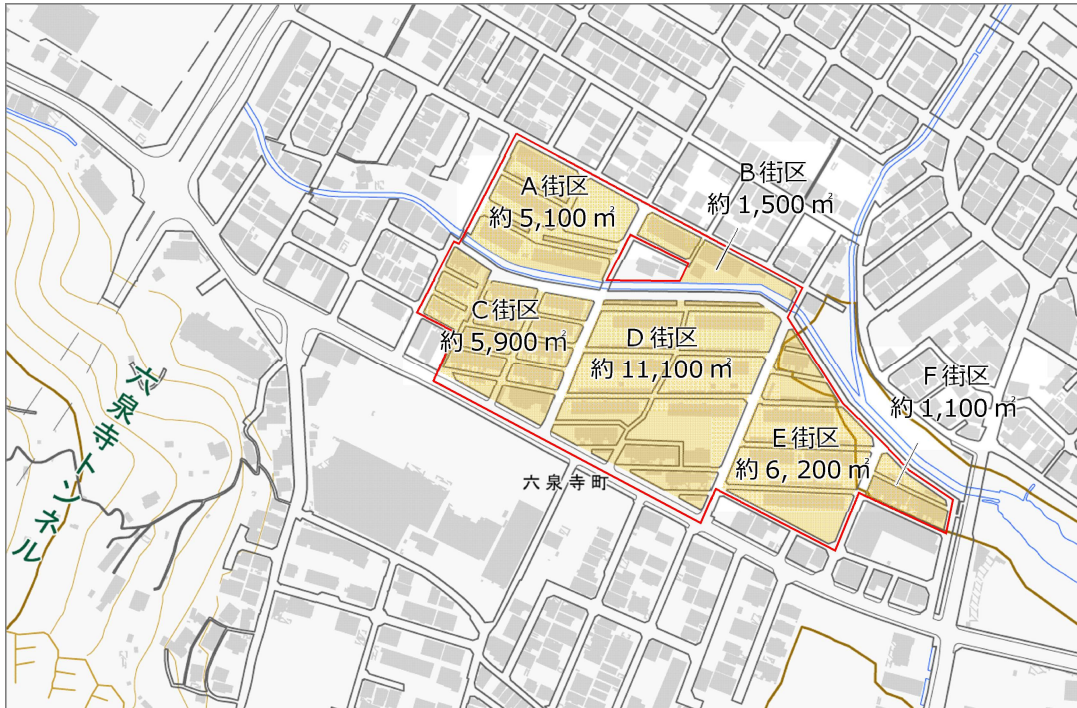 A街区
約 5,100 ㎡
B街区
約 1,500 ㎡
C街区
約 5,900 ㎡
D街区
約 11,100 ㎡
F街区
約 1,100 ㎡
E街区
約 6, 200 ㎡
六泉寺町
六泉寺トンネル